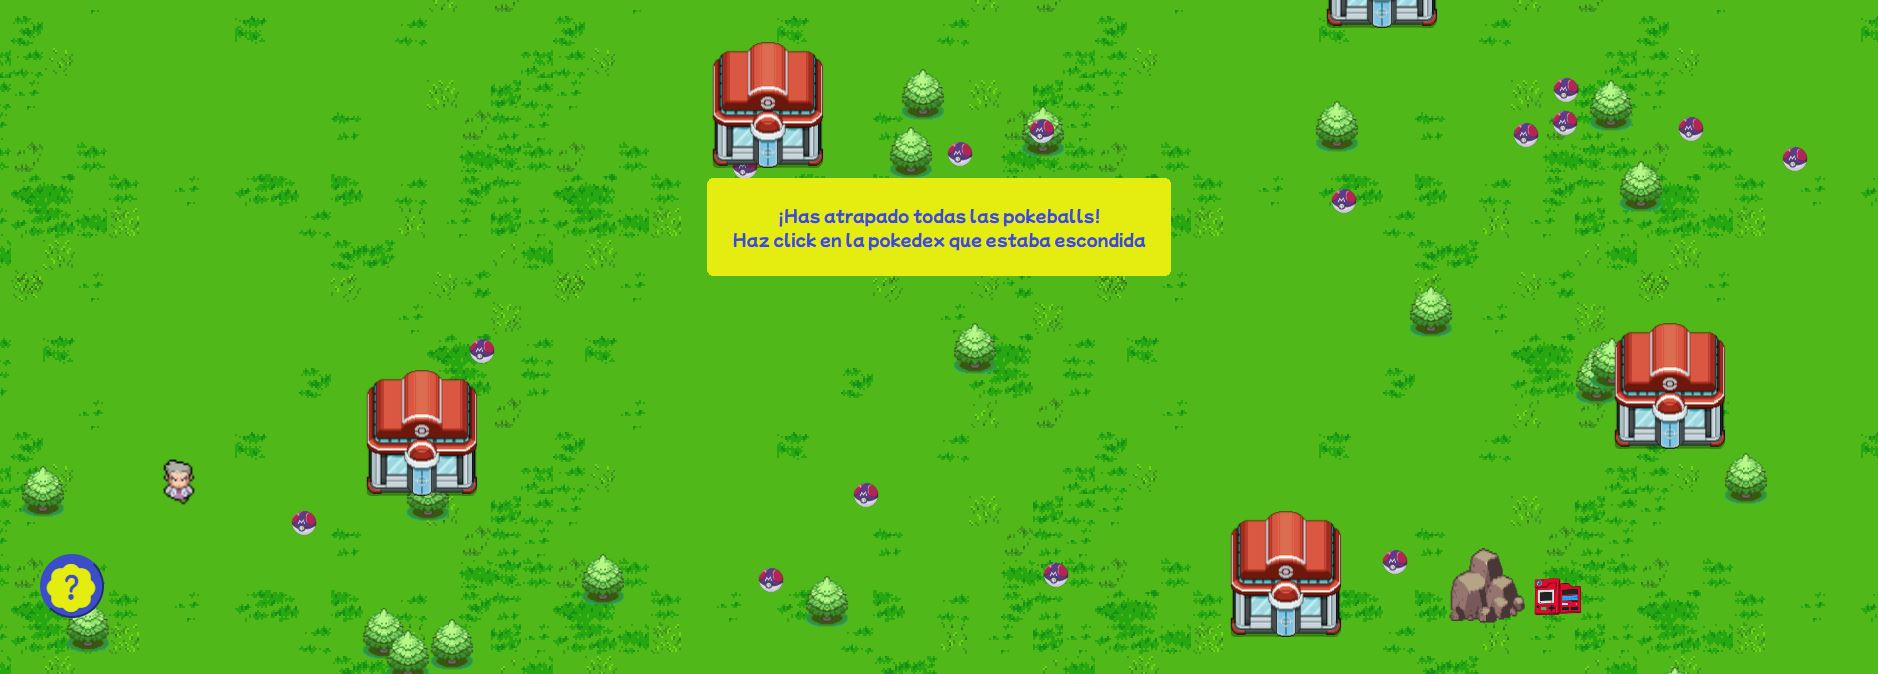 ¡Has atrapado todas las pokeballs!
Haz click en la pokedex que estaba escondida
?